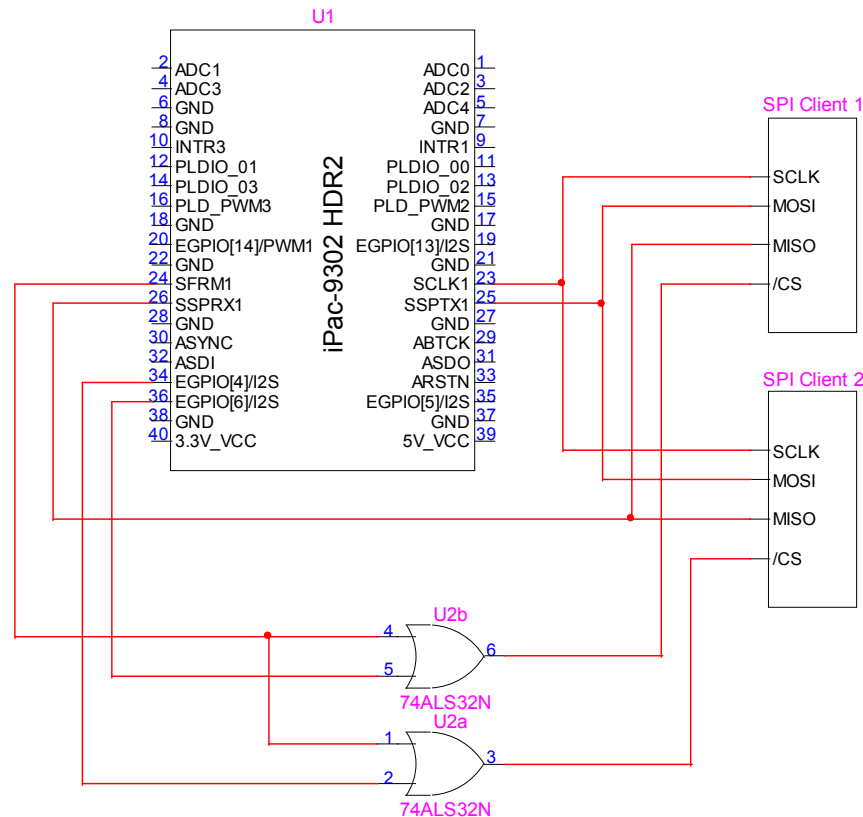 U1
2 ADC1 ADC0 1
4 ADC3 ADC2 3
6 GND ADC4 5
8 GND GND 7
10 INTR3 INTR1 9
12 PLDIO_01 PLDIO_00 11
14 PLDIO_03 PLDIO_02 13
16 PLD_PWM3 PLD_PWM2 15
18 GND GND 17
20 EGPIO[14]/PWM1 EGPIO[13]/I2S 19
22 GND GND 21
24 SFRM1 SCLK1 23
26 SSPRX1 SSPTX1 25
28 GND GND 27
30 ASYNC ABTCK 29
32 ASDI ASDO 31
34 EGPIO[4]/I2S ARSTN 33
36 EGPIO[6]/I2S EGPIO[5]/I2S 35
38 GND GND 37
40 3.3V_VCC 5V_VCC 39
iPac-9302 HDR2
SPI Client 1
SCLK
MOSI
MISO
/CS
SPI Client 2
SCLK
MOSI
MISO
/CS
U2b
4
5
6
74ALS32N
U2a
1
2
3
74ALS32N